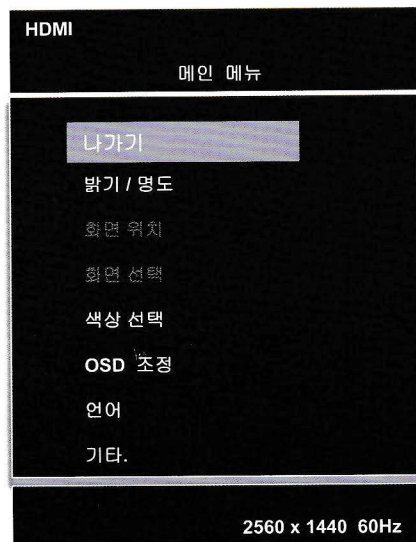 HDMI
메인 메뉴
나가기
밝기 / 명도
화면 위치
화면 선택
색상 선택
OSD 조정
언어
기타.
2560 x 1440 60Hz